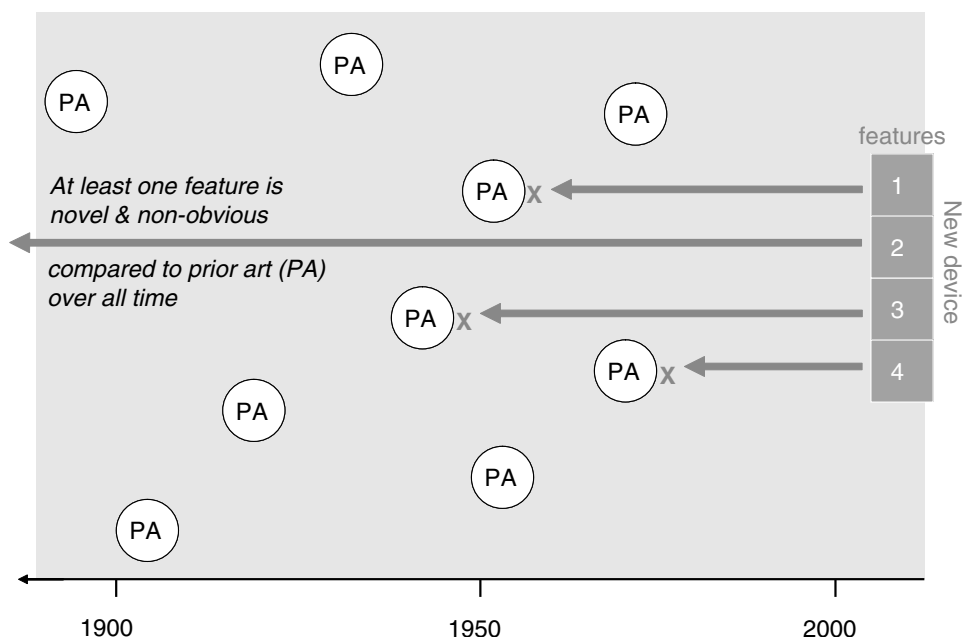 PA
PA
PA
features
PA
X
1
At least one feature is
novel & non-obvious
2
New device
compared to prior art (PA)
over all time
PA
X
3
PA
X
4
PA
PA
PA
1900
1950
2000